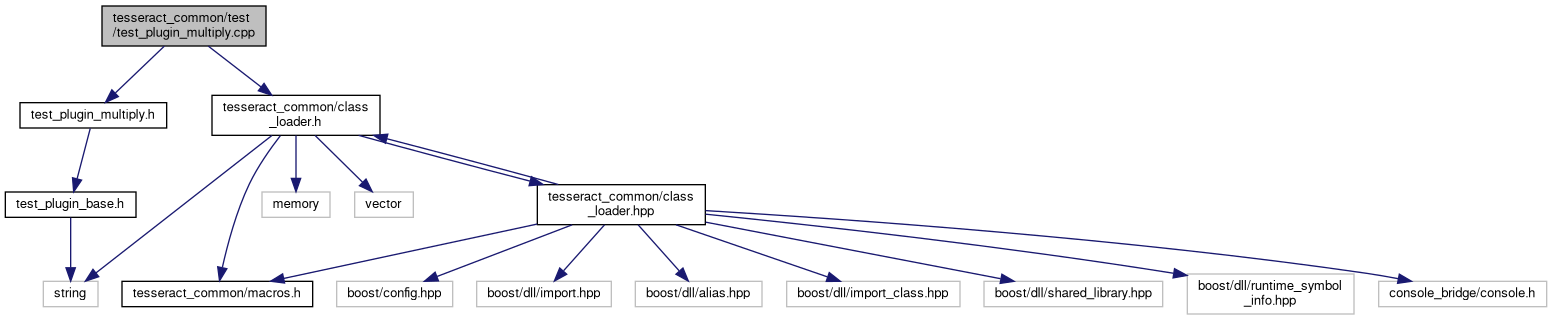 tesseract_common/test
/test_plugin_multiply.cpp
test_plugin_multiply.h
tesseract_common/class
_loader.h
test_plugin_base.h
memory
vector
tesseract_common/class
_loader.hpp
string
tesseract_common/macros.h
boost/config.hpp
boost/dll/import.hpp
boost/dll/alias.hpp
boost/dll/import_class.hpp
boost/dll/shared_library.hpp
boost/dll/runtime_symbol
_info.hpp
console_bridge/console.h